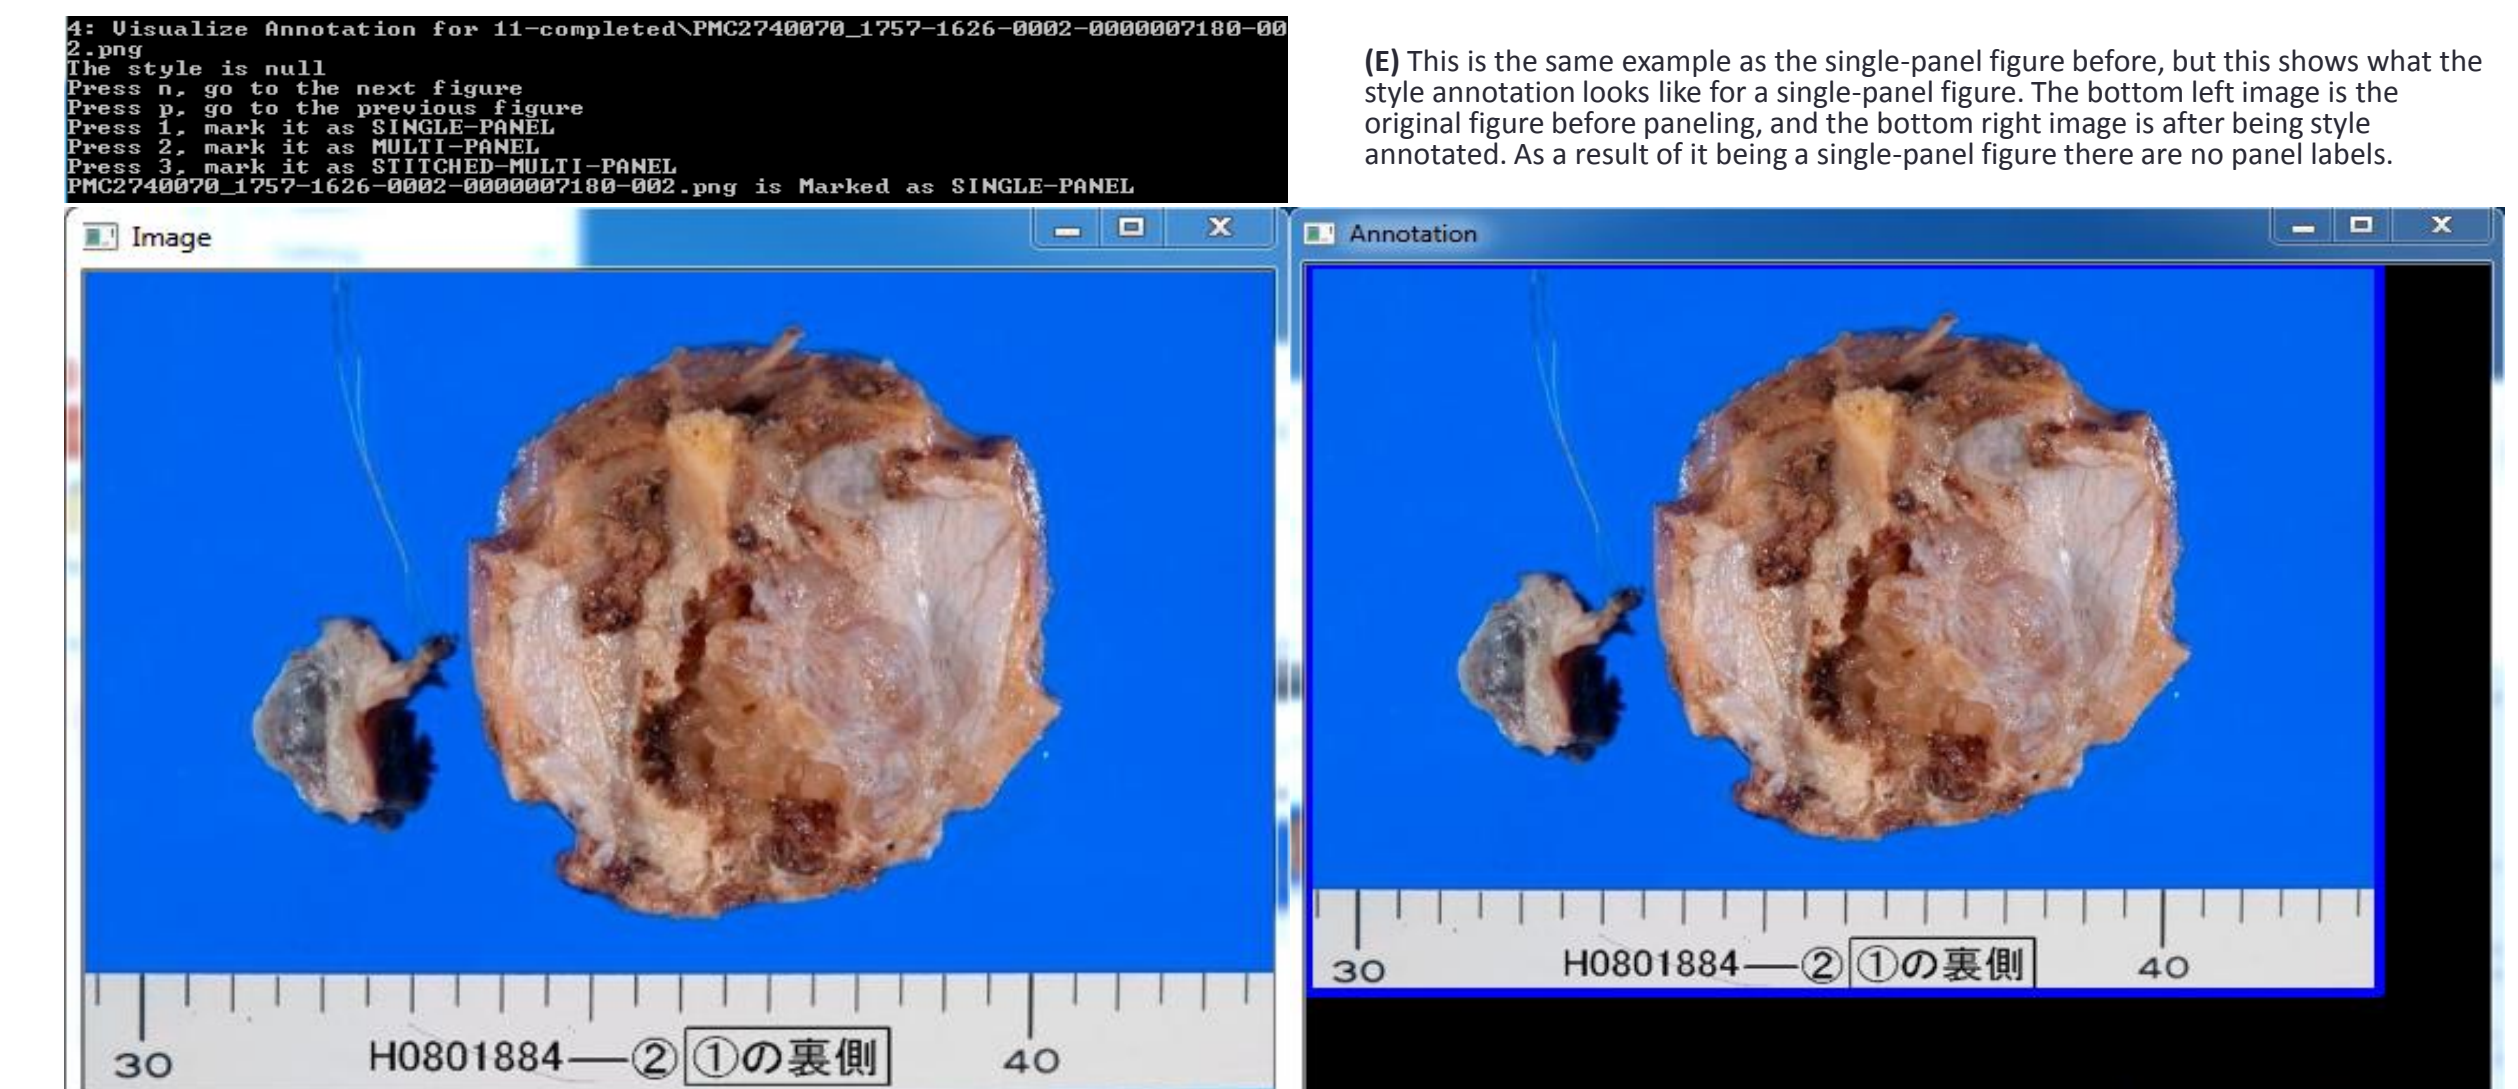 4: Visualize Annotation for 11-completed\PMC2740070_1757-1626-0002-0000007180-00
2.png
The style is null
Press n, go to the next figure
Press p, go to the previous figure
Press 1, mark it as SINGLE-PANEL
Press 2, mark it as MULTI-PANEL
Press 3, mark it as STITCHED-MULTI-PANEL
PMC2740070_1757-1626-0002-0000007180-002.png is Marked as SINGLE-PANEL
(E) This is the same example as the single-panel figure before, but this shows what the
style annotation looks like for a single-panel figure. The bottom left image is the
original figure before paneling, and the bottom right image is after being style
annotated. As a result of it being a single-panel figure there are no panel labels.
Image
30 H0801884—② ①の裏側 40
Annotation
30 H0801884—② ①の裏側 40